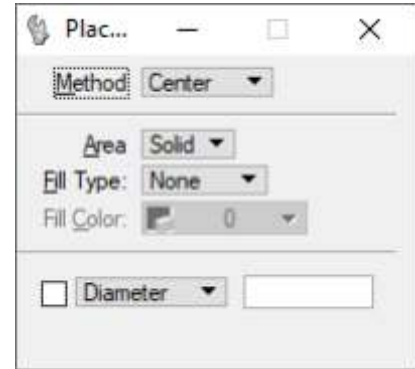 Plac...
Method Center
Area Solid
Fill Type: None
Fill Color: 0
Diameter